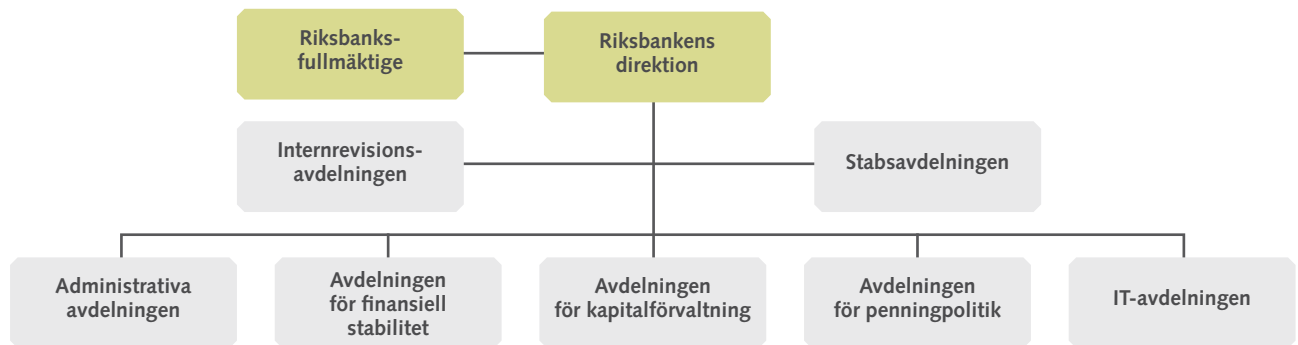 Riksbanks-
fullmäktige
Riksbankens
direktion
Internrevisions-
avdelningen
Stabsavdelningen
Administrativa
avdelningen
Avdelningen
för finansiell
stabilitet
Avdelningen
för kapitalförvaltning
Avdelningen
för penningpolitik
IT-avdelningen